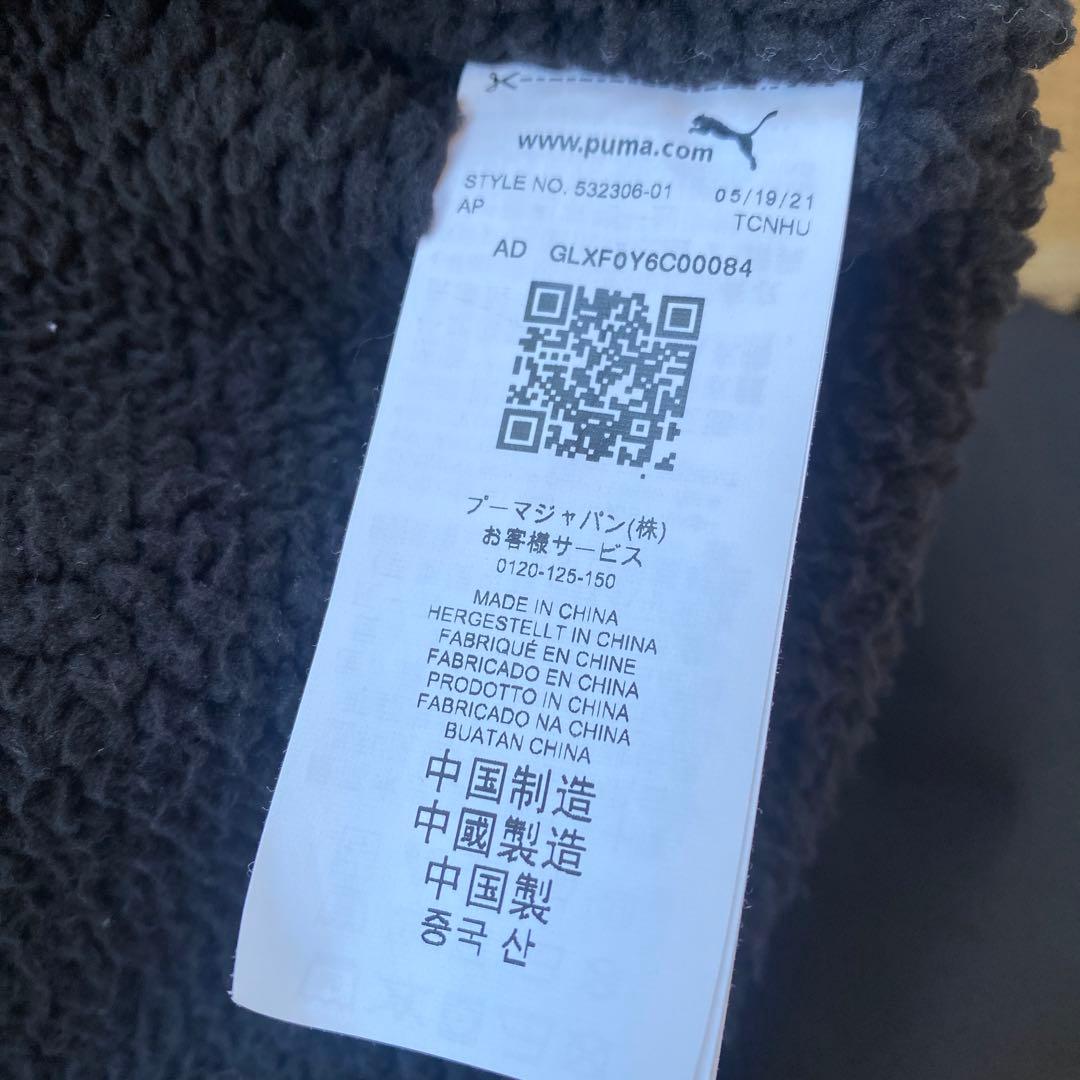 www.puma.com
STYLE NO. 532306-01 05/19/21
AP TCNHU
AD GLXF0Y6C00084
プーマジャパン(株)
お客様サービス
0120-125-150
MADE IN CHINA
HERGESTELLT IN CHINA
FABRIQUÉ EN CHINE
FABRICADO EN CHINA
PRODOTTO IN CHINA
FABRICADO NA CHINA
BUATAN CHINA
中国制造
中國製造
中国製
중국 산